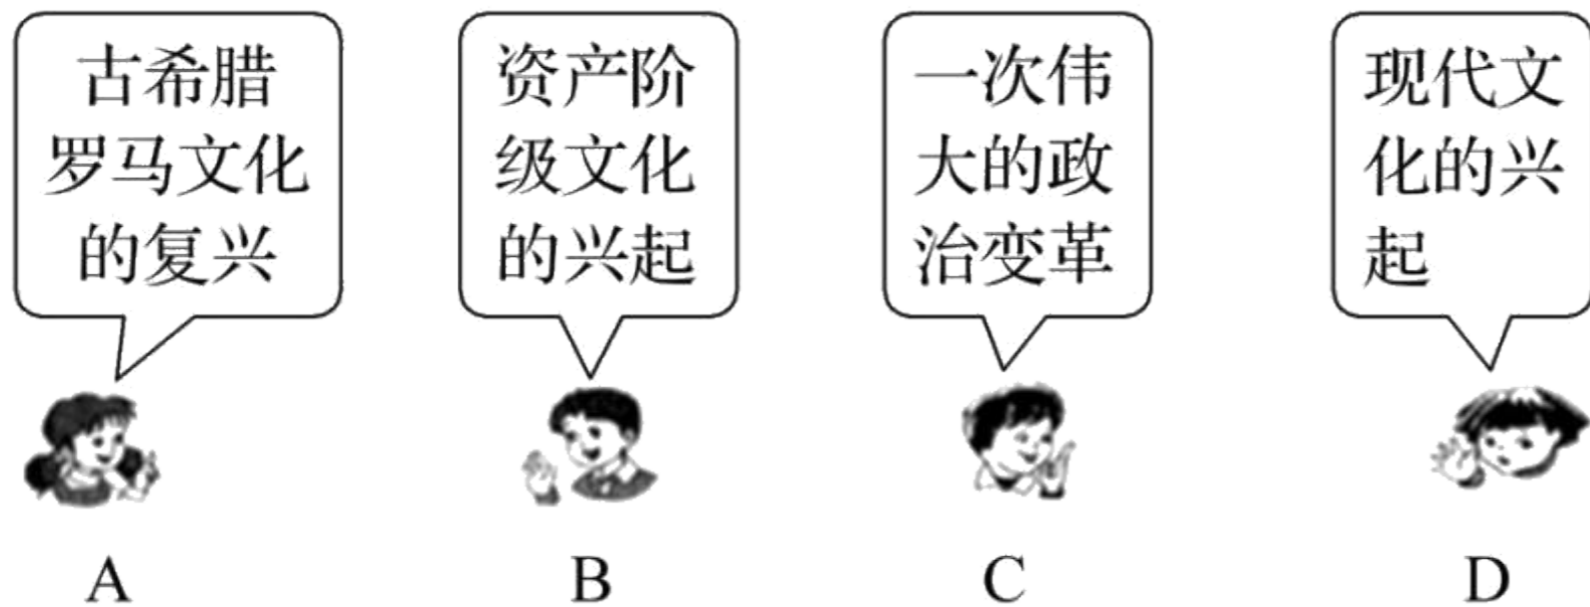 古希腊
罗马文化
的复兴
资产阶
级文化
的兴起
一次伟
大的政
治变革
现代文
化的兴
起
A
B
C
D